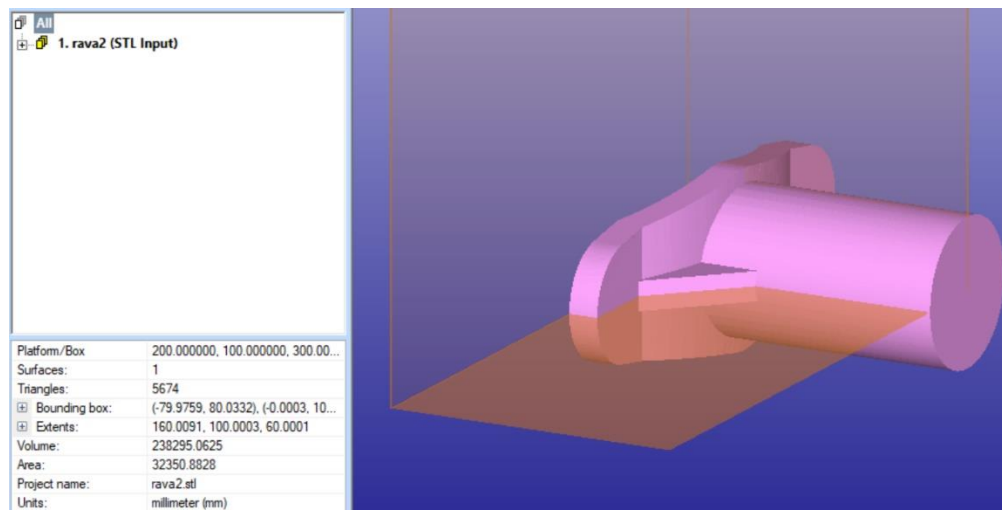 All
1. rava2 (STL Input)
Platform/Box 200.000000, 100.000000, 300.00...
Surfaces: 1
Triangles: 5674
Bounding box: (-79.9759, 80.0332), (-0.0003, 10...
Extents: 160.0091, 100.0003, 60.0001
Volume: 238295.0625
Area: 32350.8828
Project name: rava2.stl
Units: millimeter (mm)